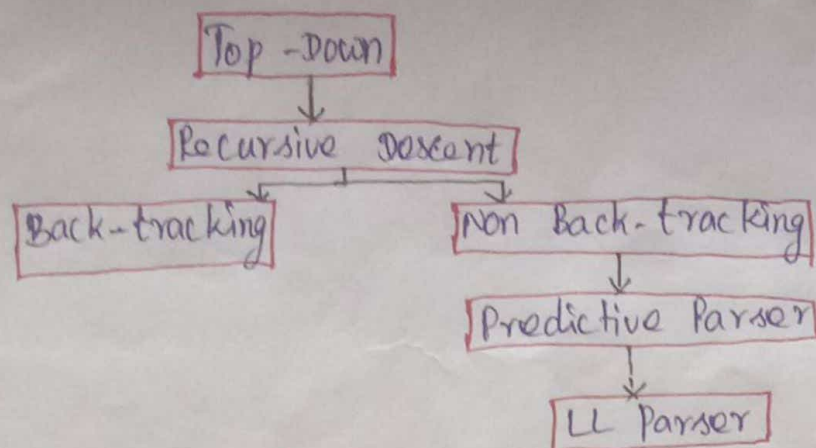 Top-Down
Recursive Descent
Back-tracking
Non Back-tracking
Predictive Parser
LL Parser